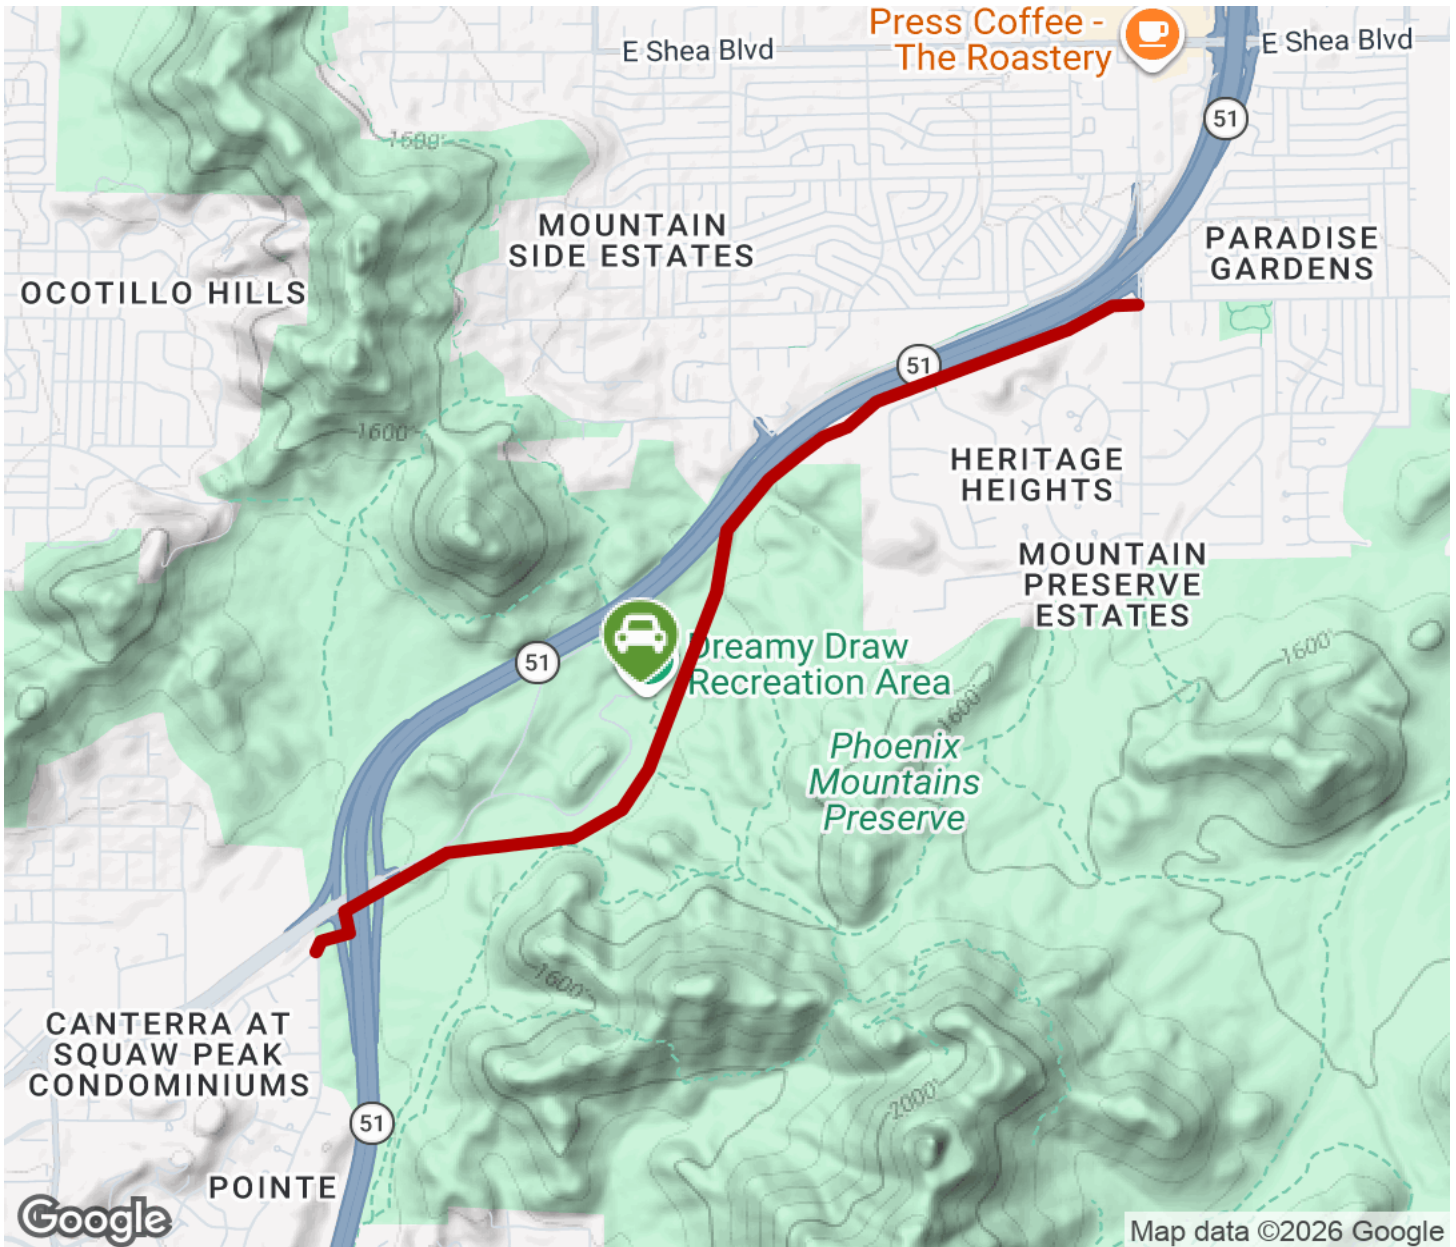 Press Coffee -
The Roastery
E Shea Blvd
E Shea Blvd
51
1600'
MOUNTAIN
SIDE ESTATES
PARADISE
GARDENS
OCOTILLO HILLS
51
1600
HERITAGE
HEIGHTS
MOUNTAIN
PRESERVE
ESTATES
1600'
51
Dreamy Draw
Recreation Area
1600'
Phoenix
Mountains
Preserve
1600'
CANTERRA AT
SQUAW PEAK
CONDOMINIUMS
2000'
51
POINTE
Google
Map data ©2026 Google